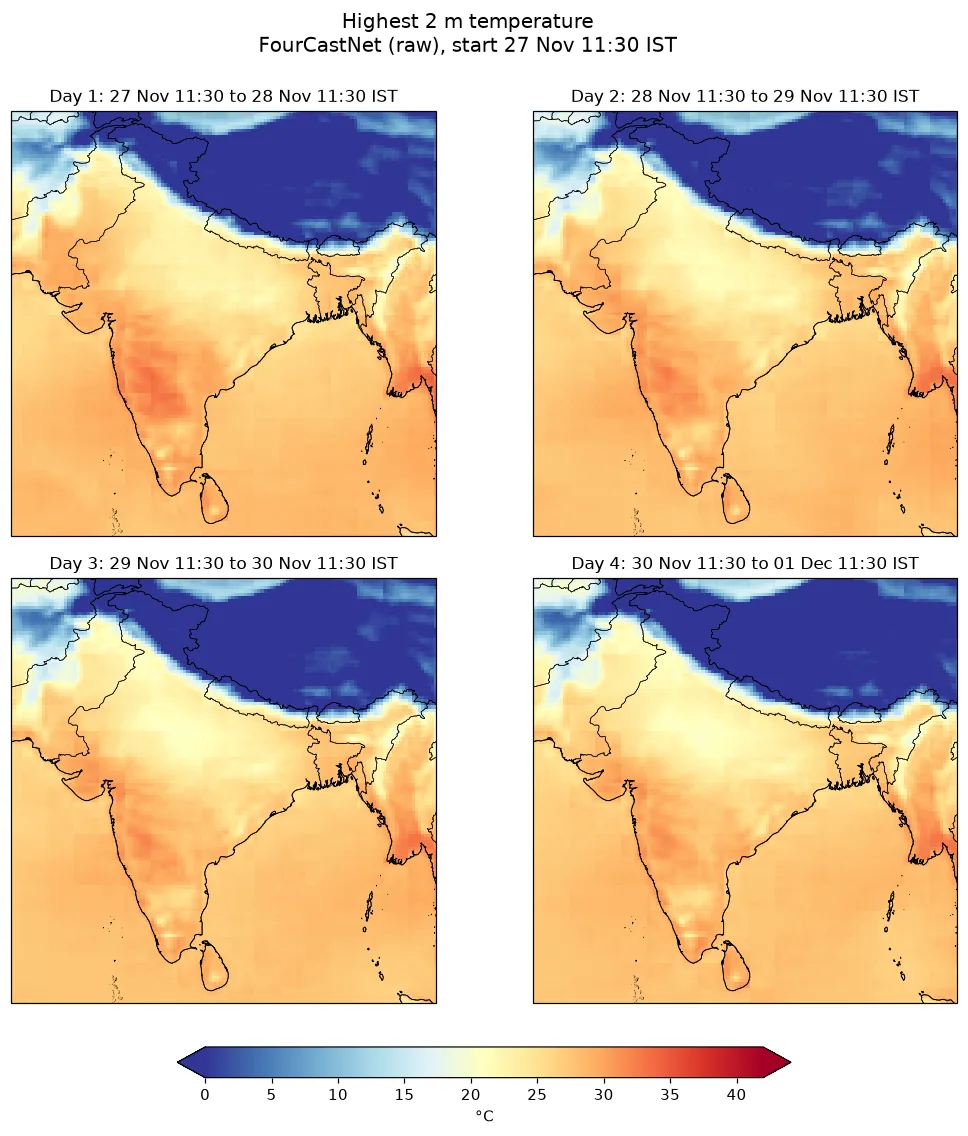 Highest 2 m temperature
FourCastNet (raw), start 27 Nov 11:30 IST
Day 1: 27 Nov 11:30 to 28 Nov 11:30 IST
Day 2: 28 Nov 11:30 to 29 Nov 11:30 IST
Day 3: 29 Nov 11:30 to 30 Nov 11:30 IST
Day 4: 30 Nov 11:30 to 01 Dec 11:30 IST
0 5 10 15 20 25 30 35 40
°C